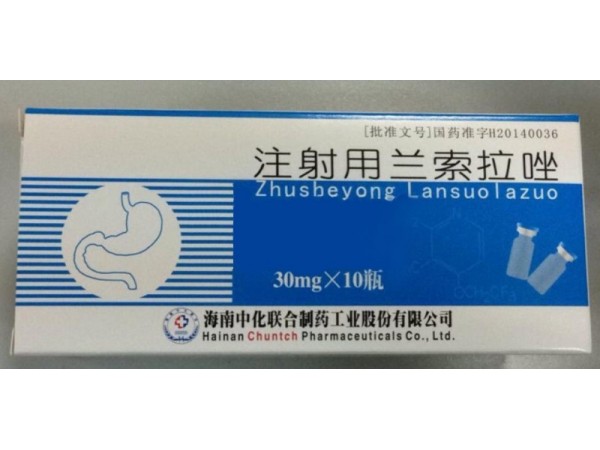 [批准文号]国药准字H20140036
注射用兰索拉唑
Zhusbeyong Lansuolazuo
30mg×10瓶
海南中化联合制药工业股份有限公司
Hainan Chuntch Pharmaceuticals Co., Ltd.